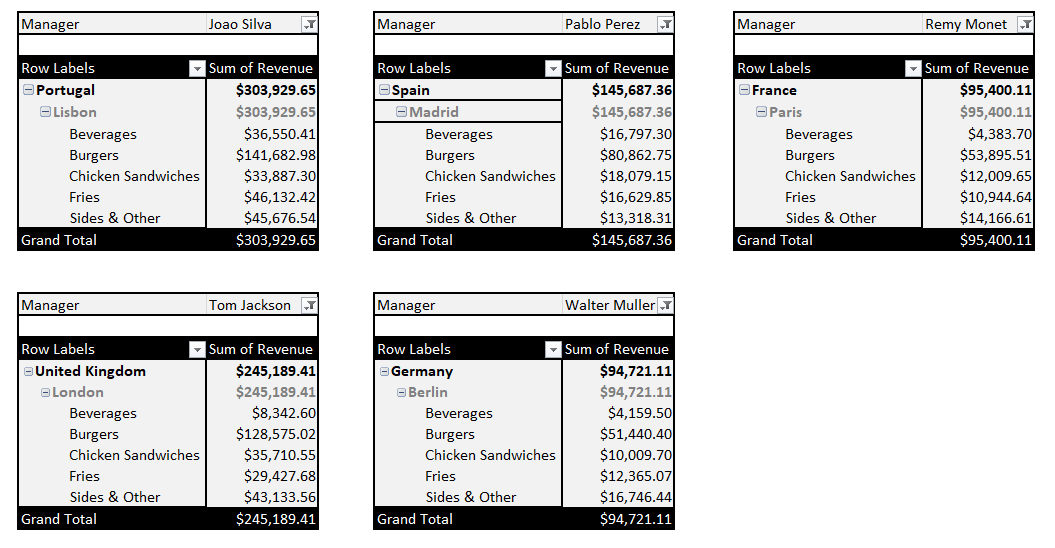 Manager Joao Silva
Row Labels Sum of Revenue
Portugal $303,929.65
Lisbon $303,929.65
Beverages $36,550.41
Burgers $141,682.98
Chicken Sandwiches $33,887.30
Fries $46,132.42
Sides & Other $45,676.54
Grand Total $303,929.65
Manager Pablo Perez
Row Labels Sum of Revenue
Spain $145,687.36
Madrid $145,687.36
Beverages $16,797.30
Burgers $80,862.75
Chicken Sandwiches $18,079.15
Fries $16,629.85
Sides & Other $13,318.31
Grand Total $145,687.36
Manager Remy Monet
Row Labels Sum of Revenue
France $95,400.11
Paris $95,400.11
Beverages $4,383.70
Burgers $53,895.51
Chicken Sandwiches $12,009.65
Fries $10,944.64
Sides & Other $14,166.61
Grand Total $95,400.11
Manager Tom Jackson
Row Labels Sum of Revenue
United Kingdom $245,189.41
London $245,189.41
Beverages $8,342.60
Burgers $128,575.02
Chicken Sandwiches $35,710.55
Fries $29,427.68
Sides & Other $43,133.56
Grand Total $245,189.41
Manager Walter Muller
Row Labels Sum of Revenue
Germany $94,721.11
Berlin $94,721.11
Beverages $4,159.50
Burgers $51,440.40
Chicken Sandwiches $10,009.70
Fries $12,365.07
Sides & Other $16,746.44
Grand Total $94,721.11